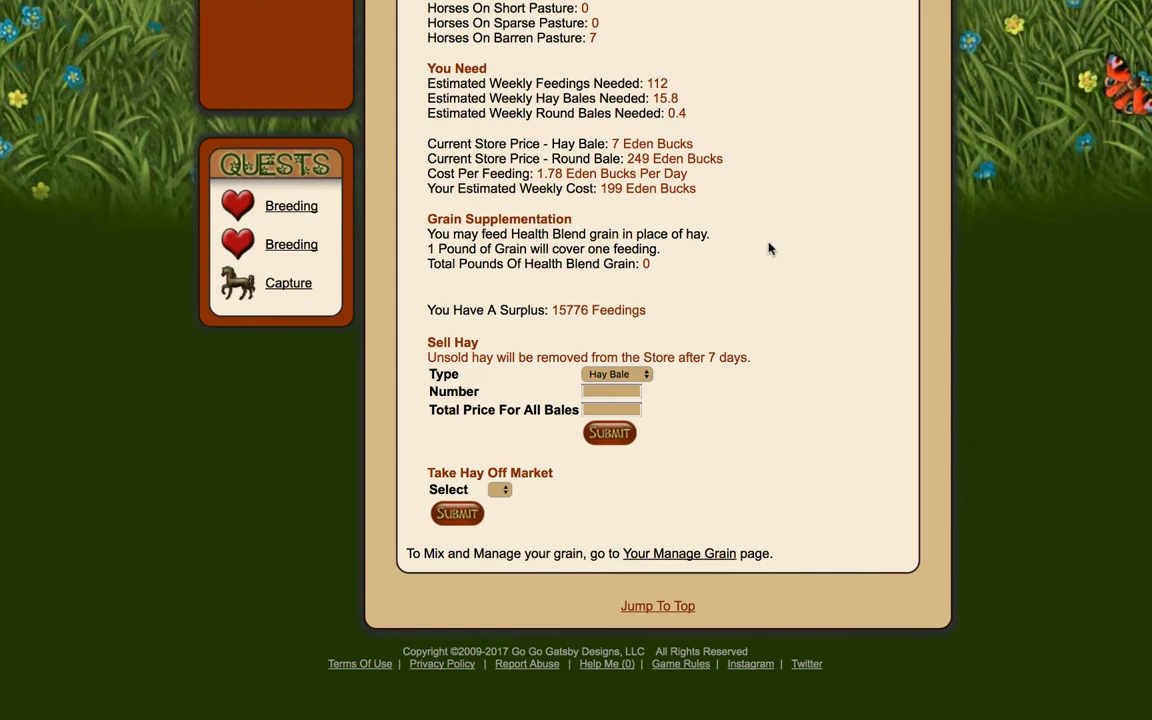 Horses On Short Pasture: 0
Horses On Sparse Pasture: 0
Horses On Barren Pasture: 7
You Need
Estimated Weekly Feedings Needed: 112
Estimated Weekly Hay Bales Needed: 15.8
Estimated Weekly Round Bales Needed: 0.4
Current Store Price - Hay Bale: 7 Eden Bucks
Current Store Price - Round Bale: 249 Eden Bucks
Cost Per Feeding: 1.78 Eden Bucks Per Day
Your Estimated Weekly Cost: 199 Eden Bucks
Grain Supplementation
You may feed Health Blend grain in place of hay.
1 Pound of Grain will cover one feeding.
Total Pounds Of Health Blend Grain: 0
You Have A Surplus: 15776 Feedings
Sell Hay
Unsold hay will be removed from the Store after 7 days.
Type Hay Bale
Number
Total Price For All Bales
Submit
Take Hay Off Market
Select
Submit
To Mix and Manage your grain, go to Your Manage Grain page.
Jump To Top
QUESTS
Breeding
Breeding
Capture
Copyright ©2009-2017 Go Go Gatsby Designs, LLC All Rights Reserved
Terms Of Use | Privacy Policy | Report Abuse | Help Me (0) | Game Rules | Instagram | Twitter